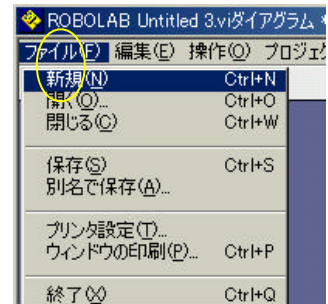 ROBOLAB Untitled 3.viダイアグラム
ファイル(F) 編集(E) 操作(O) プロジェク
新規(N) Ctrl+N
開く(O)... Ctrl+O
閉じる(C) Ctrl+W
保存(S) Ctrl+S
別名で保存(A)...
プリンタ設定(T)...
ウィンドウの印刷(P)... Ctrl+P
終了(X) Ctrl+Q